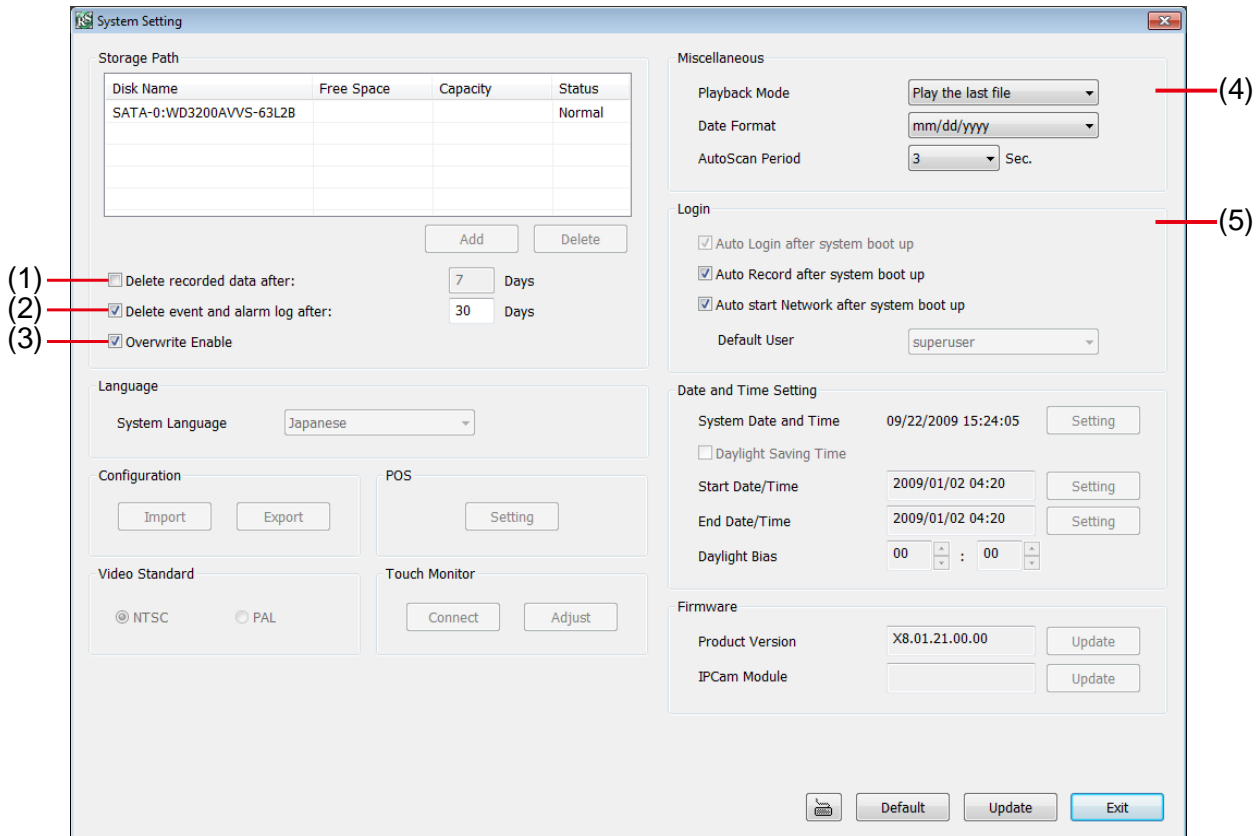 System Setting
Storage Path
Disk Name Free Space Capacity Status
SATA-0:WD3200AVVS-63L2B Normal
Add Delete
(1) Delete recorded data after: 7 Days
(2) Delete event and alarm log after: 30 Days
(3) Overwrite Enable
Language
System Language Japanese
Configuration
Import Export
POS
Setting
Video Standard
NTSC PAL
Touch Monitor
Connect Adjust
Miscellaneous
Playback Mode Play the last file (4)
Date Format mm/dd/yyyy
AutoScan Period 3 Sec.
Login
(5)
Auto Login after system boot up
Auto Record after system boot up
Auto start Network after system boot up
Default User superuser
Date and Time Setting
System Date and Time 09/22/2009 15:24:05 Setting
Daylight Saving Time
Start Date/Time 2009/01/02 04:20 Setting
End Date/Time 2009/01/02 04:20 Setting
Daylight Bias 00 : 00
Firmware
Product Version X8.01.21.00.00 Update
IPCam Module Update
Default Update Exit